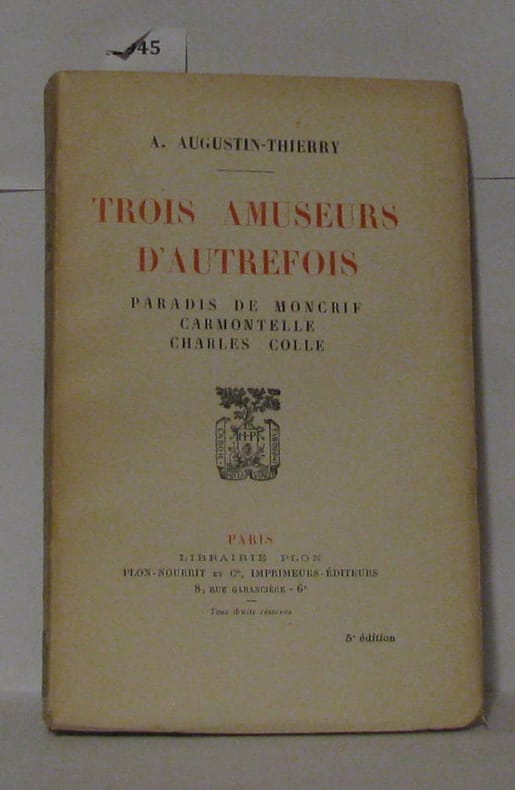 45
A. AUGUSTIN-THIERRY
TROIS AMUSEURS
D'AUTREFOIS
PARADIS DE MONCRIF
CARMONTELLE
CHARLES COLLE
H·P
PARIS
LIBRAIRIE PLON
PLON-NOURRIT ET Cie, IMPRIMEURS-ÉDITEURS
8, RUE GARANCIÈRE - 6e
Tous droits réservés
5e édition